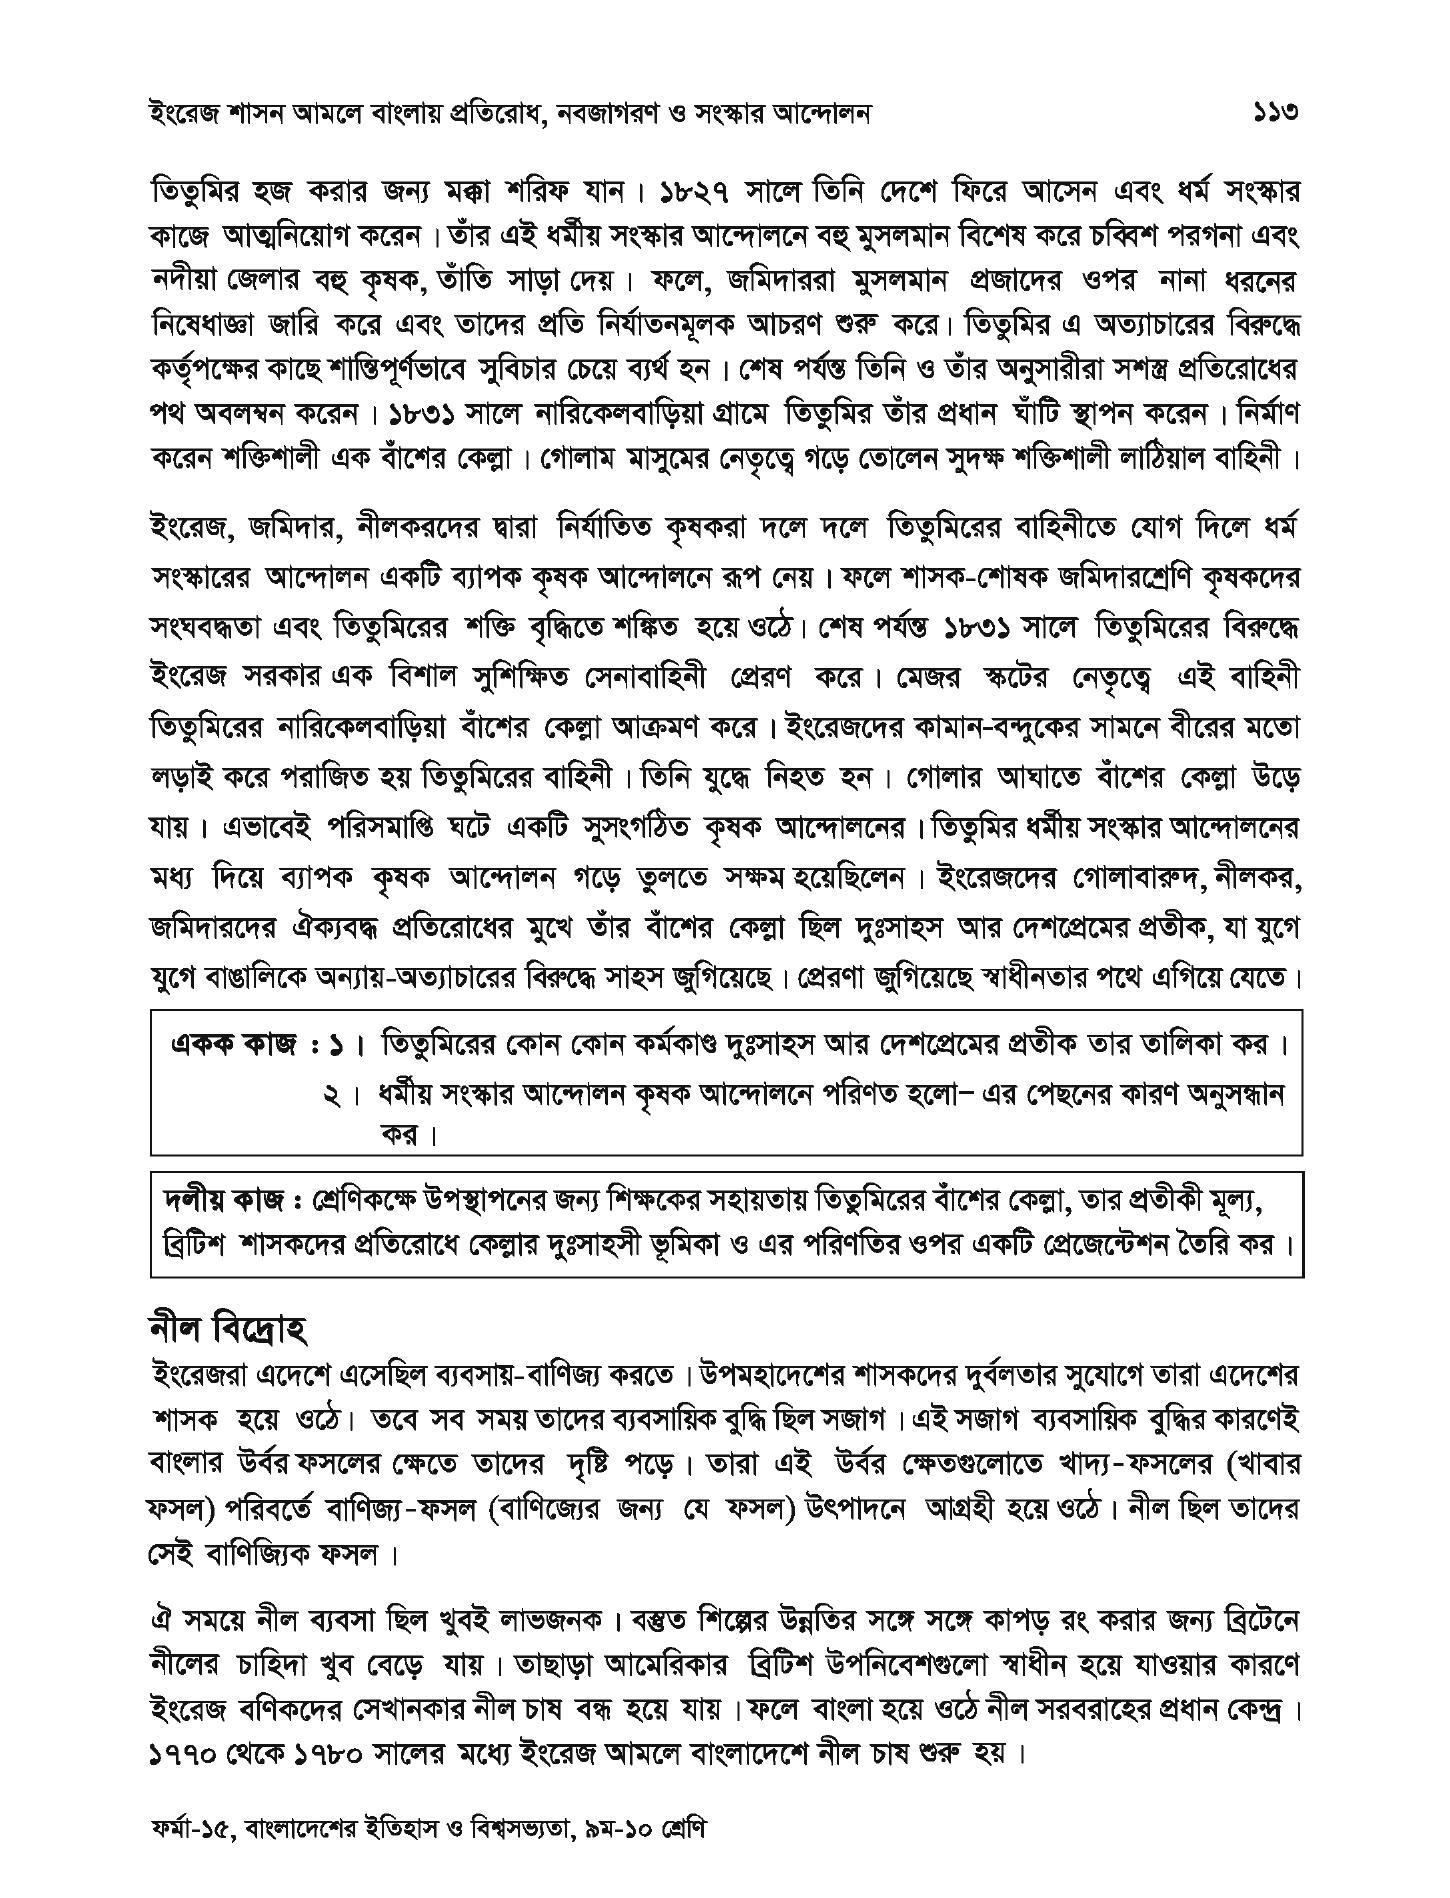 ইংরেজ শাসন আমলে বাংলায় প্রতিরোধ, নবজাগরণ ও সংস্কার আন্দোলন ১১৩
তিতুমির হজ করার জন্য মক্কা শরিফ যান। ১৮২৭ সালে তিনি দেশে ফিরে আসেন এবং ধর্ম সংস্কার
কাজে আত্মনিয়োগ করেন। তাঁর এই ধর্মীয় সংস্কার আন্দোলনে বহু মুসলমান বিশেষ করে চব্বিশ পরগনা এবং
নদীয়া জেলার বহু কৃষক, তাঁতি সাড়া দেয়। ফলে, জমিদাররা মুসলমান প্রজাদের ওপর নানা ধরনের
নিষেধাজ্ঞা জারি করে এবং তাদের প্রতি নির্যাতনমূলক আচরণ শুরু করে। তিতুমির এ অত্যাচারের বিরুদ্ধে
কর্তৃপক্ষের কাছে শান্তিপূর্ণভাবে সুবিচার চেয়ে ব্যর্থ হন। শেষ পর্যন্ত তিনি ও তাঁর অনুসারীরা সশস্ত্র প্রতিরোধের
পথ অবলম্বন করেন। ১৮৩১ সালে নারিকেলবাড়িয়া গ্রামে তিতুমির তাঁর প্রধান ঘাঁটি স্থাপন করেন। নির্মাণ
করেন শক্তিশালী এক বাঁশের কেল্লা। গোলাম মাসুমের নেতৃত্বে গড়ে তোলেন সুদক্ষ শক্তিশালী লাঠিয়াল বাহিনী।
ইংরেজ, জমিদার, নীলকরদের দ্বারা নির্যাতিত কৃষকরা দলে দলে তিতুমিরের বাহিনীতে যোগ দিলে ধর্ম
সংস্কারের আন্দোলন একটি ব্যাপক কৃষক আন্দোলনে রূপ নেয়। ফলে শাসক-শোষক জমিদারশ্রেণি কৃষকদের
সংঘবদ্ধতা এবং তিতুমিরের শক্তি বৃদ্ধিতে শঙ্কিত হয়ে ওঠে। শেষ পর্যন্ত ১৮৩১ সালে তিতুমিরের বিরুদ্ধে
ইংরেজ সরকার এক বিশাল সুশিক্ষিত সেনাবাহিনী প্রেরণ করে। মেজর স্কটের নেতৃত্বে এই বাহিনী
তিতুমিরের নারিকেলবাড়িয়া বাঁশের কেল্লা আক্রমণ করে। ইংরেজদের কামান-বন্দুকের সামনে বীরের মতো
লড়াই করে পরাজিত হয় তিতুমিরের বাহিনী। তিনি যুদ্ধে নিহত হন। গোলার আঘাতে বাঁশের কেল্লা উড়ে
যায়। এভাবেই পরিসমাপ্তি ঘটে একটি সুসংগঠিত কৃষক আন্দোলনের। তিতুমির ধর্মীয় সংস্কার আন্দোলনের
মধ্য দিয়ে ব্যাপক কৃষক আন্দোলন গড়ে তুলতে সক্ষম হয়েছিলেন। ইংরেজদের গোলাবারুদ, নীলকর,
জমিদারদের ঐক্যবদ্ধ প্রতিরোধের মুখে তাঁর বাঁশের কেল্লা ছিল দুঃসাহস আর দেশপ্রেমের প্রতীক, যা যুগে
যুগে বাঙালিকে অন্যায়-অত্যাচারের বিরুদ্ধে সাহস জুগিয়েছে। প্রেরণা জুগিয়েছে স্বাধীনতার পথে এগিয়ে যেতে।
একক কাজ : ১। তিতুমিরের কোন কোন কর্মকাণ্ড দুঃসাহস আর দেশপ্রেমের প্রতীক তার তালিকা কর।
২। ধর্মীয় সংস্কার আন্দোলন কৃষক আন্দোলনে পরিণত হলো– এর পেছনের কারণ অনুসন্ধান
কর।
দলীয় কাজ : শ্রেণিকক্ষে উপস্থাপনের জন্য শিক্ষকের সহায়তায় তিতুমিরের বাঁশের কেল্লা, তার প্রতীকী মূল্য,
ব্রিটিশ শাসকদের প্রতিরোধে কেল্লার দুঃসাহসী ভূমিকা ও এর পরিণতির ওপর একটি প্রেজেন্টেশন তৈরি কর।
নীল বিদ্রোহ
ইংরেজরা এদেশে এসেছিল ব্যবসায়-বাণিজ্য করতে। উপমহাদেশের শাসকদের দুর্বলতার সুযোগে তারা এদেশের
শাসক হয়ে ওঠে। তবে সব সময় তাদের ব্যবসায়িক বুদ্ধি ছিল সজাগ। এই সজাগ ব্যবসায়িক বুদ্ধির কারণেই
বাংলার উর্বর ফসলের ক্ষেতে তাদের দৃষ্টি পড়ে। তারা এই উর্বর ক্ষেতগুলোতে খাদ্য-ফসলের (খাবার
ফসল) পরিবর্তে বাণিজ্য-ফসল (বাণিজ্যের জন্য যে ফসল) উৎপাদনে আগ্রহী হয়ে ওঠে। নীল ছিল তাদের
সেই বাণিজ্যিক ফসল।
ঐ সময়ে নীল ব্যবসা ছিল খুবই লাভজনক। বস্তুত শিল্পের উন্নতির সঙ্গে সঙ্গে কাপড় রং করার জন্য ব্রিটেনে
নীলের চাহিদা খুব বেড়ে যায়। তাছাড়া আমেরিকার ব্রিটিশ উপনিবেশগুলো স্বাধীন হয়ে যাওয়ার কারণে
ইংরেজ বণিকদের সেখানকার নীল চাষ বন্ধ হয়ে যায়। ফলে বাংলা হয়ে ওঠে নীল সরবরাহের প্রধান কেন্দ্র।
১৭৭০ থেকে ১৭৮০ সালের মধ্যে ইংরেজ আমলে বাংলাদেশে নীল চাষ শুরু হয়।
ফর্মা-১৫, বাংলাদেশের ইতিহাস ও বিশ্বসভ্যতা, ৯ম-১০ শ্রেণি